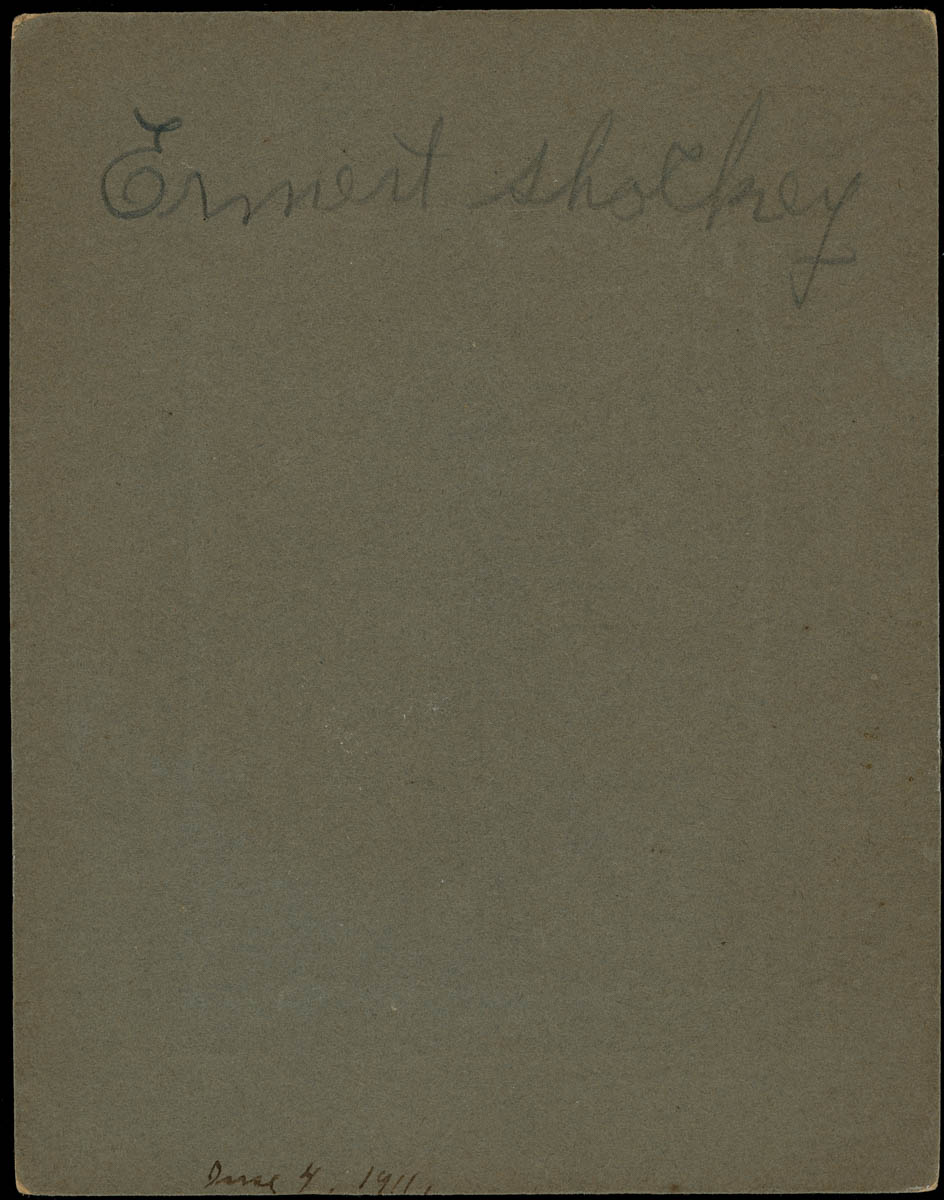 Ernest shockey
June 4, 1911.